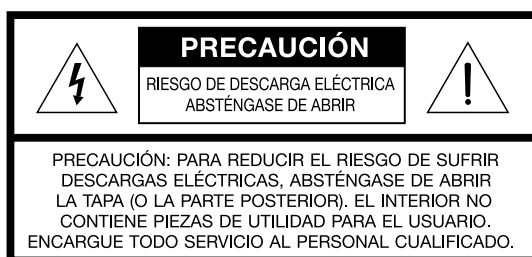 PRECAUCIÓN
RIESGO DE DESCARGA ELÉCTRICA
ABSTÉNGASE DE ABRIR
PRECAUCIÓN: PARA REDUCIR EL RIESGO DE SUFRIR
DESCARGAS ELÉCTRICAS, ABSTÉNGASE DE ABRIR
LA TAPA (O LA PARTE POSTERIOR). EL INTERIOR NO
CONTIENE PIEZAS DE UTILIDAD PARA EL USUARIO.
ENCARGUE TODO SERVICIO AL PERSONAL CUALIFICADO.